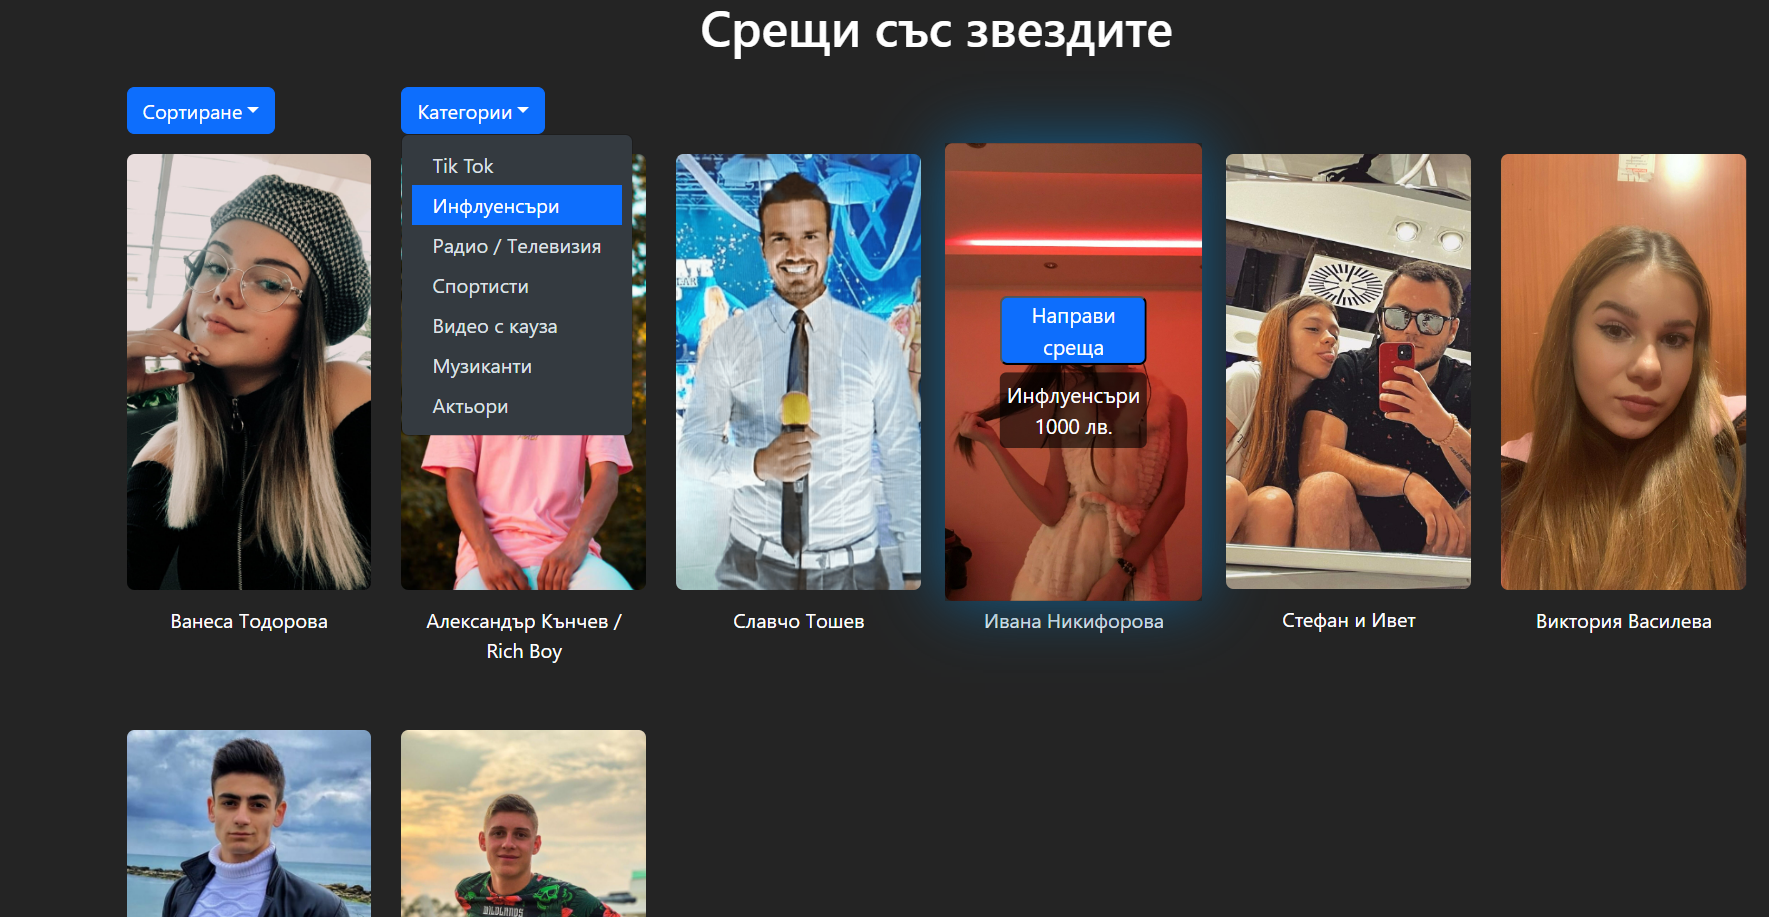 Срещи със звездите
Сортиране
Категории
Tik Tok
Инфлуенсъри
Радио / Телевизия
Спортисти
Видео с кауза
Музиканти
Актьори
Направи
среща
Инфлуенсъри
1000 лв.
Ванеса Тодорова
Александър Кънчев /
Rich Boy
Славчо Тошев
Ивана Никифорова
Стефан и Ивет
Виктория Василева
WILDLANDS